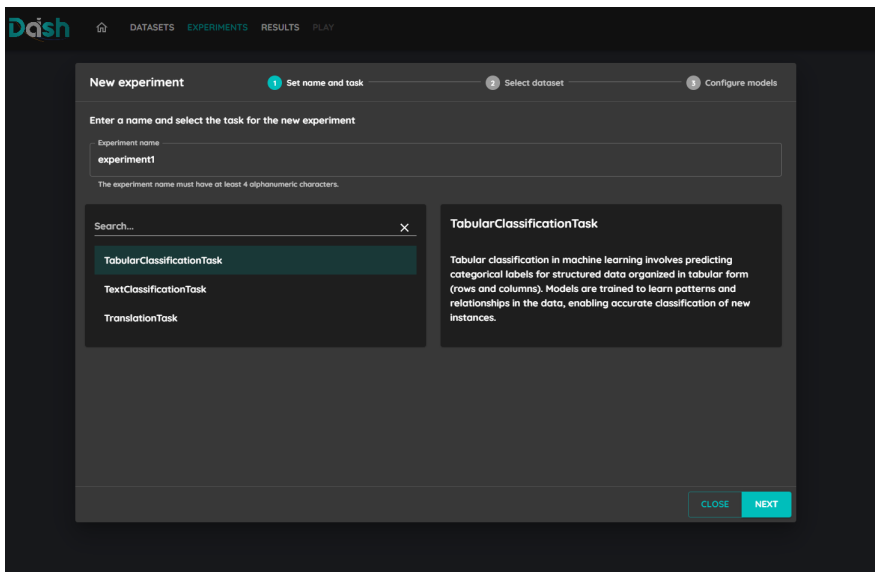 Dash
DATASETS EXPERIMENTS RESULTS PLAY
New experiment 1 Set name and task 2 Select dataset 3 Configure models
Enter a name and select the task for the new experiment
Experiment name
experiment1
The experiment name must have at least 4 alphanumeric characters.
Search...
TabularClassificationTask
TextClassificationTask
TranslationTask
TabularClassificationTask
Tabular classification in machine learning involves predicting
categorical labels for structured data organized in tabular form
(rows and columns). Models are trained to learn patterns and
relationships in the data, enabling accurate classification of new
instances.
CLOSE NEXT